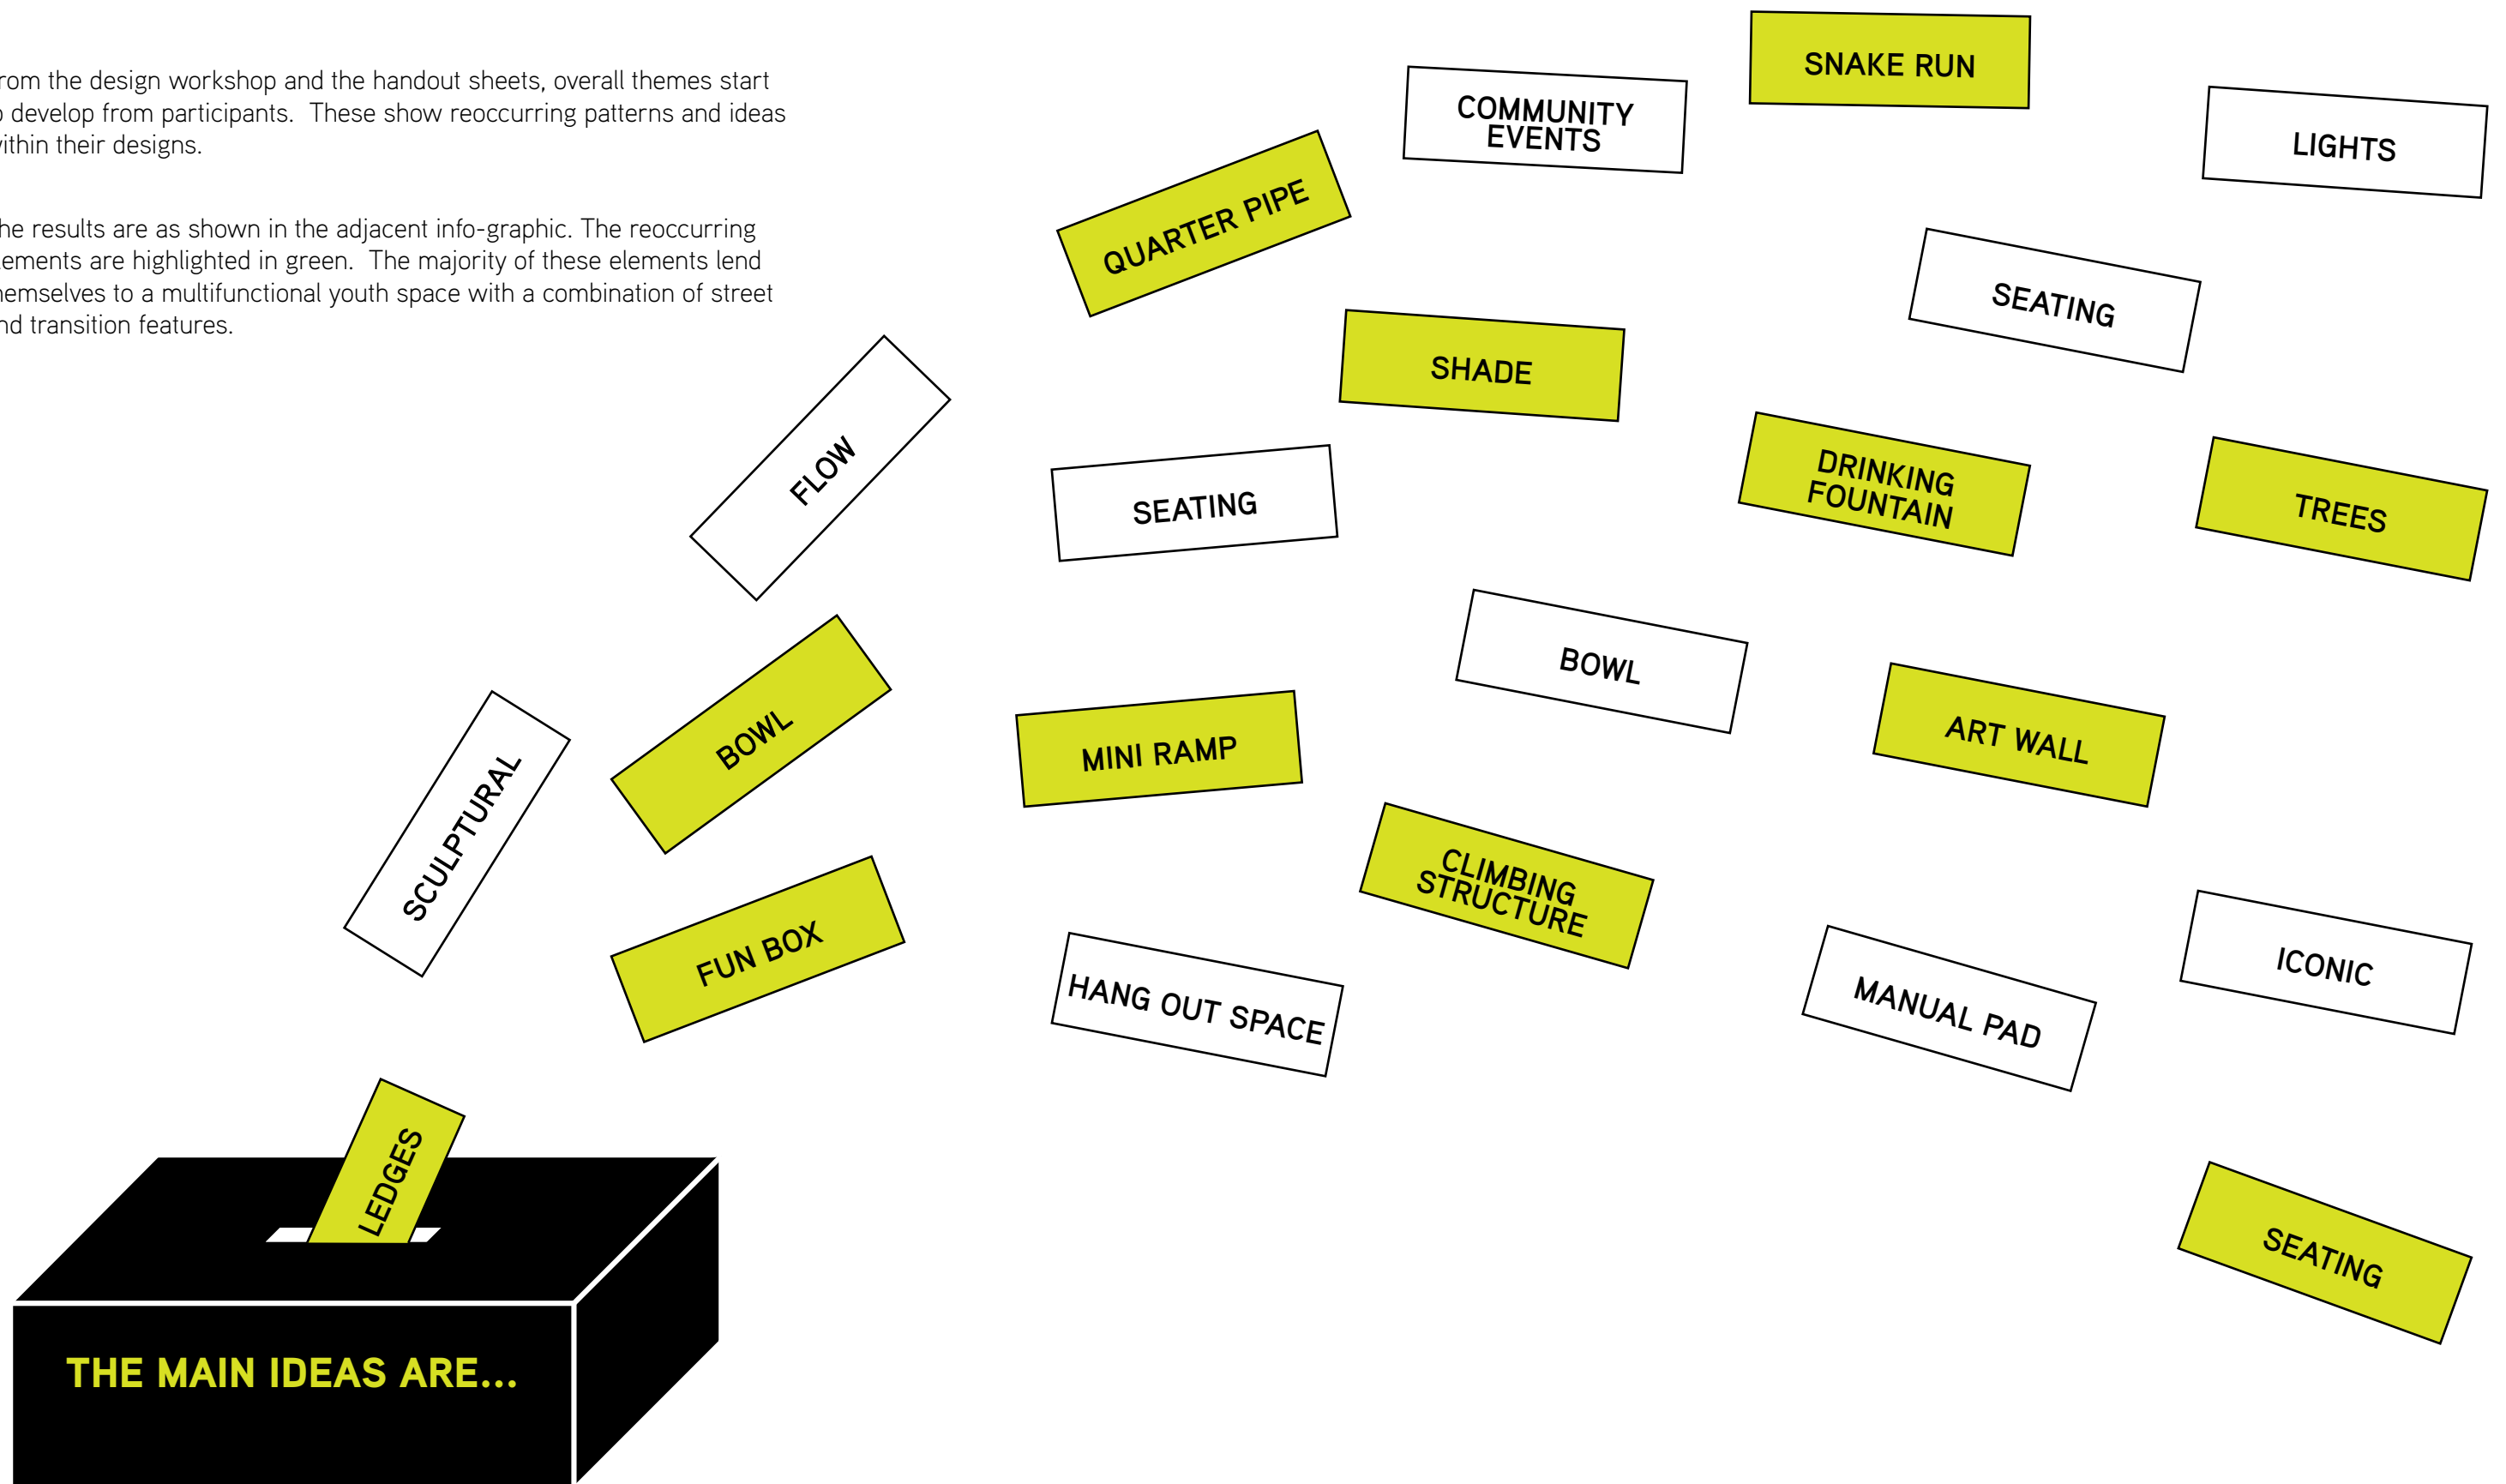 rom the design workshop and the handout sheets, overall themes start
o develop from participants. These show reoccurring patterns and ideas
ithin their designs.
he results are as shown in the adjacent info-graphic. The reoccurring
lements are highlighted in green. The majority of these elements lend
hemselves to a multifunctional youth space with a combination of street
nd transition features.
SNAKE RUN
COMMUNITY
EVENTS
LIGHTS
QUARTER PIPE
SEATING
SHADE
FLOW
SEATING
DRINKING
FOUNTAIN
TREES
BOWL
BOWL
MINI RAMP
ART WALL
SCULPTURAL
CLIMBING
STRUCTURE
FUN BOX
HANG OUT SPACE
MANUAL PAD
ICONIC
LEDGES
SEATING
THE MAIN IDEAS ARE...